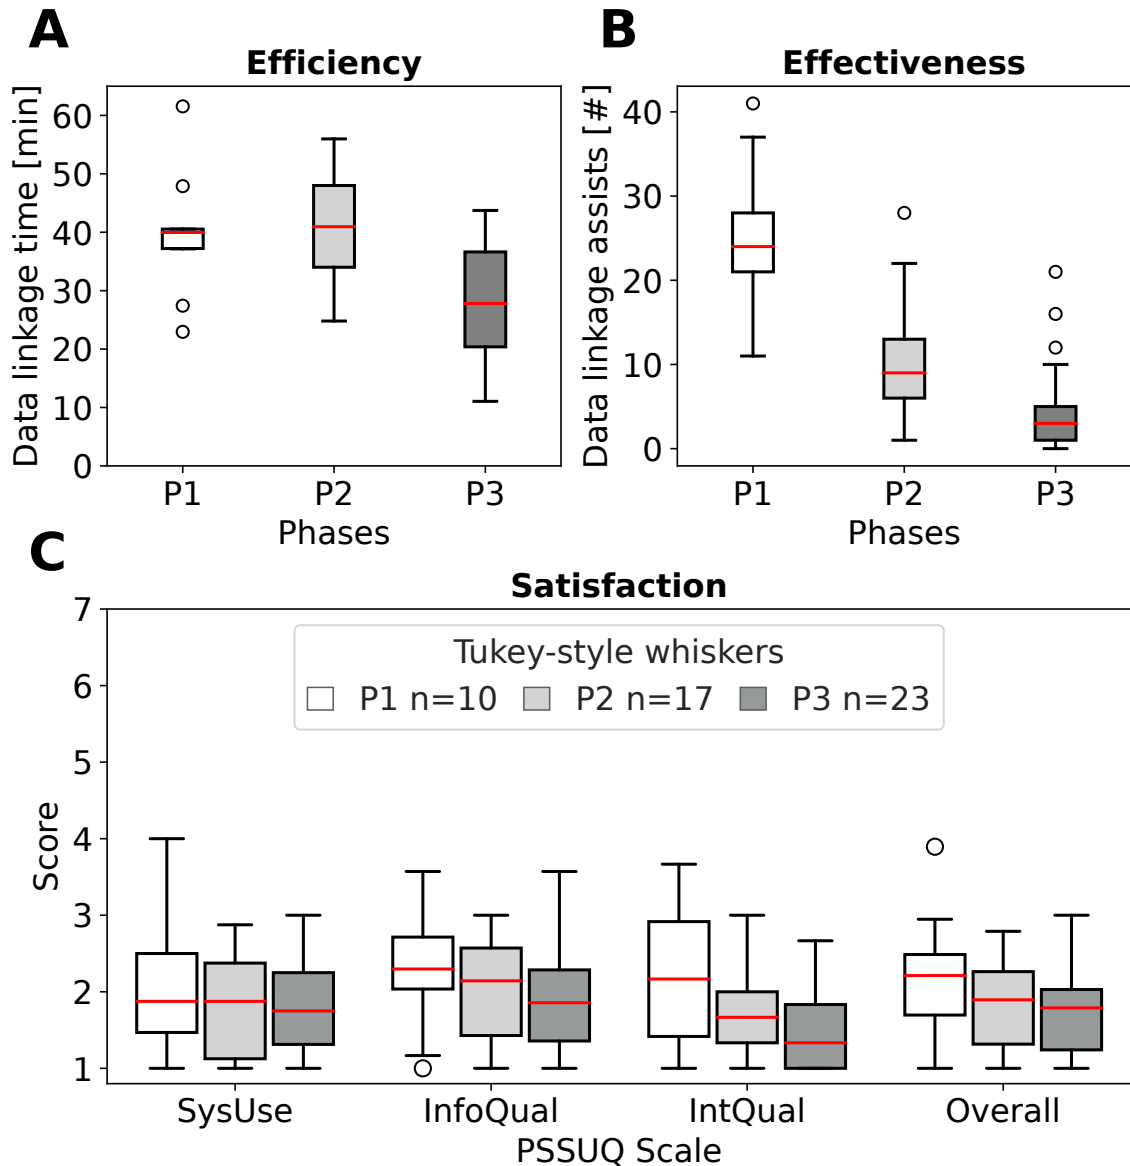 A
Efficiency
Data linkage time [min]
60
50
40
30
20
10
0
P1 P2 P3
Phases
B
Effectiveness
Data linkage assists [#]
40
30
20
10
0
P1 P2 P3
Phases
C
Satisfaction
Score
7
6
5
4
3
2
1
Tukey-style whiskers
P1 n=10 P2 n=17 P3 n=23
SysUse InfoQual IntQual Overall
PSSUQ Scale